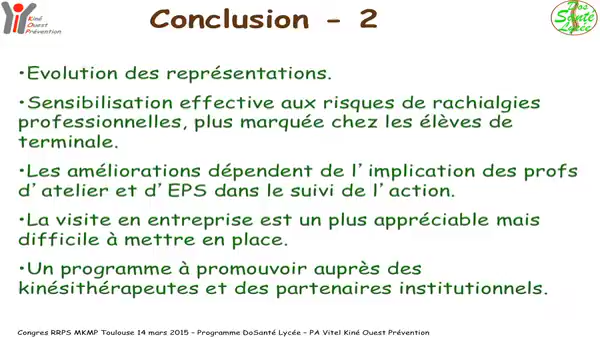 Kiné
Ouest
Prévention
Conclusion - 2
Dos
Santé
Lycée
•Evolution des représentations.
•Sensibilisation effective aux risques de rachialgies
professionnelles, plus marquée chez les élèves de
terminale.
•Les améliorations dépendent de l’implication des profs
d’atelier et d’EPS dans le suivi de l’action.
•La visite en entreprise est un plus appréciable mais
difficile à mettre en place.
•Un programme à promouvoir auprès des
kinésithérapeutes et des partenaires institutionnels.
Congres RRPS MKMP Toulouse 14 mars 2015 – Programme DoSanté Lycée – PA Vitel Kiné Ouest Prévention